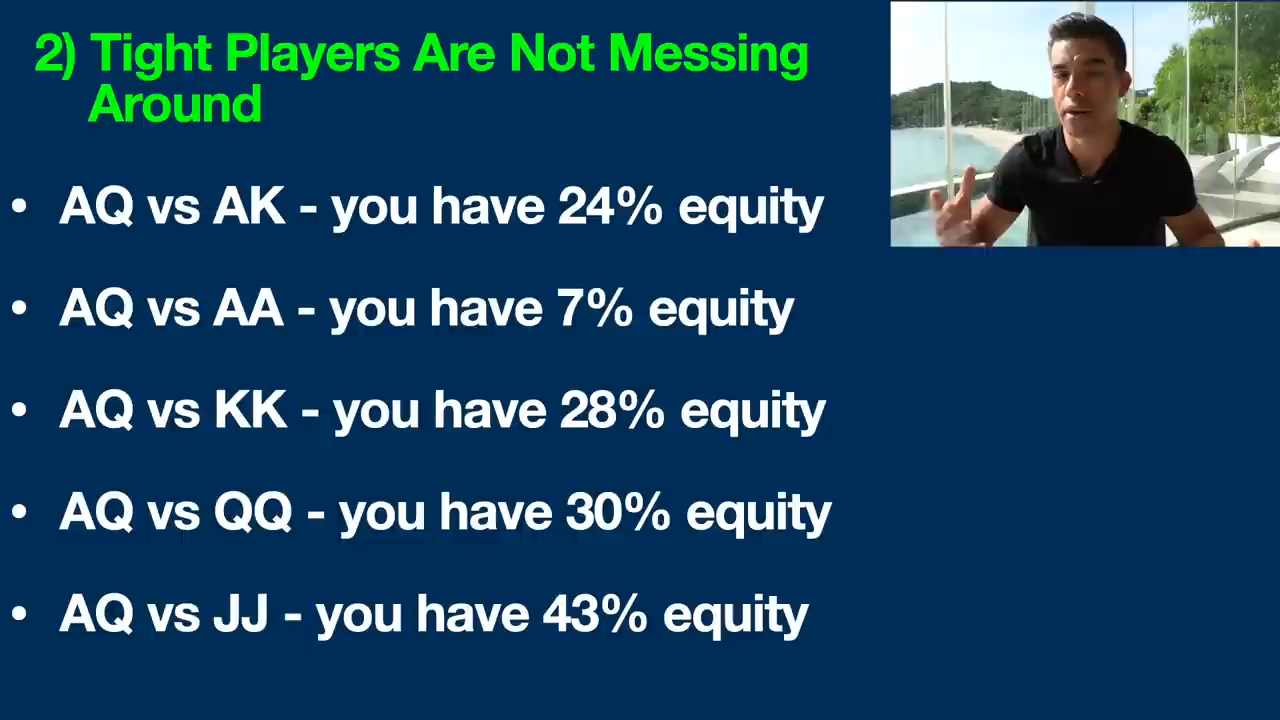 2) Tight Players Are Not Messing
Around
• AQ vs AK - you have 24% equity
• AQ vs AA - you have 7% equity
• AQ vs KK - you have 28% equity
• AQ vs QQ - you have 30% equity
• AQ vs JJ - you have 43% equity